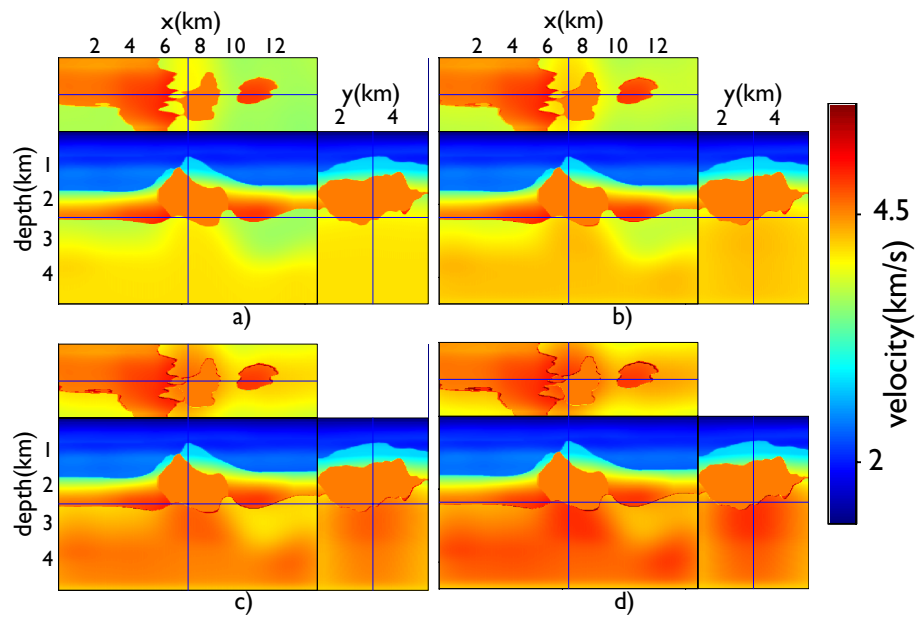 x(km)
2 4 6 8 10 12
y(km)
2 4
depth(km)
1
2
3
4
a)
x(km)
2 4 6 8 10 12
y(km)
2 4
b)
velocity(km/s)
4.5
2
depth(km)
1
2
3
4
c)
d)